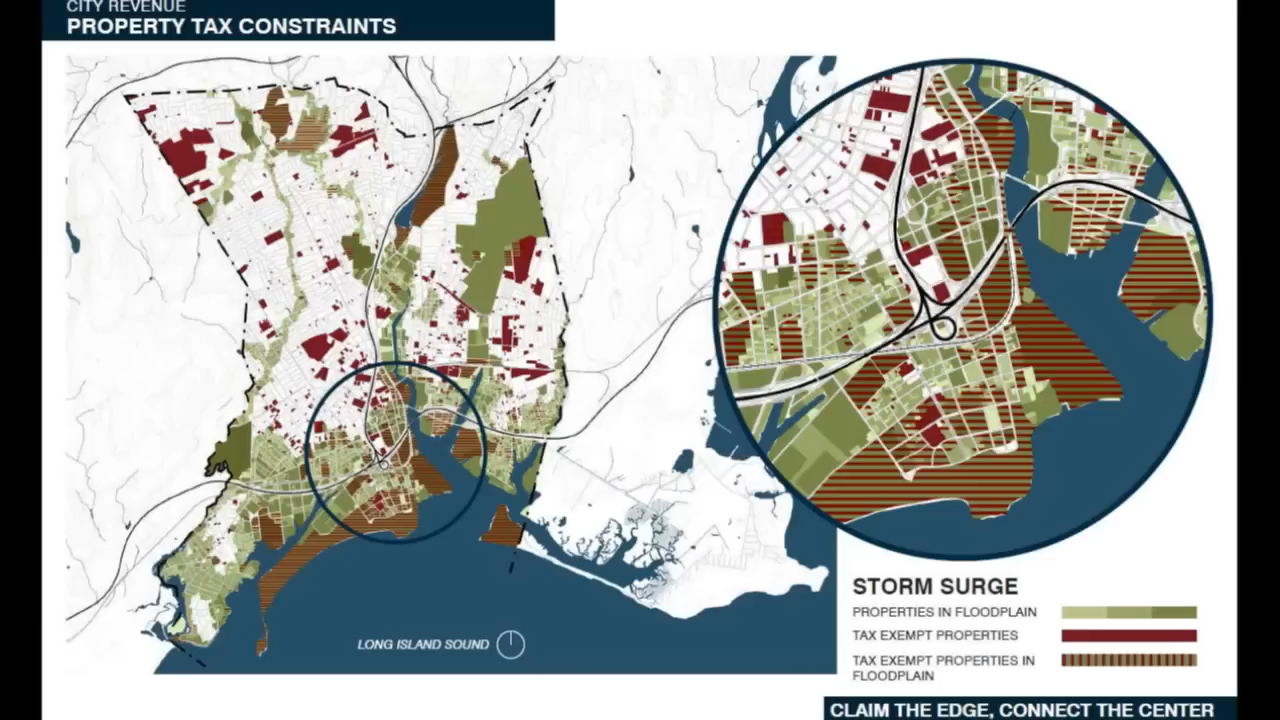 CITY REVENUE
PROPERTY TAX CONSTRAINTS
LONG ISLAND SOUND
STORM SURGE
PROPERTIES IN FLOODPLAIN
TAX EXEMPT PROPERTIES
TAX EXEMPT PROPERTIES IN
FLOODPLAIN
CLAIM THE EDGE, CONNECT THE CENTER